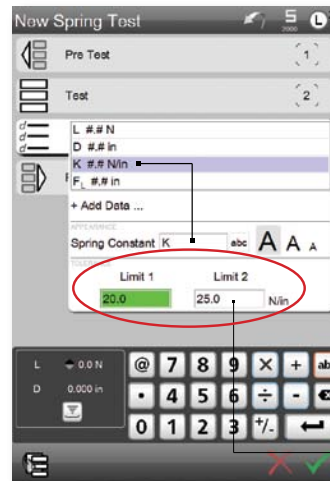 New Spring Test 5 2000 L
Pre Test [1]
Test [2]
d
d
d
L #.# N
D #.# in
K #.# N/in
F
F_L #.# in
+ Add Data ...
APPEARANCE
Spring Constant K abc A A A
TOLERANCE
Limit 1 Limit 2
20.0 25.0 N/in
L 0.0 N @ 7 8 9 × + ab
D 0.000 in • 4 5 6 ÷ -
0 1 2 3 +/-